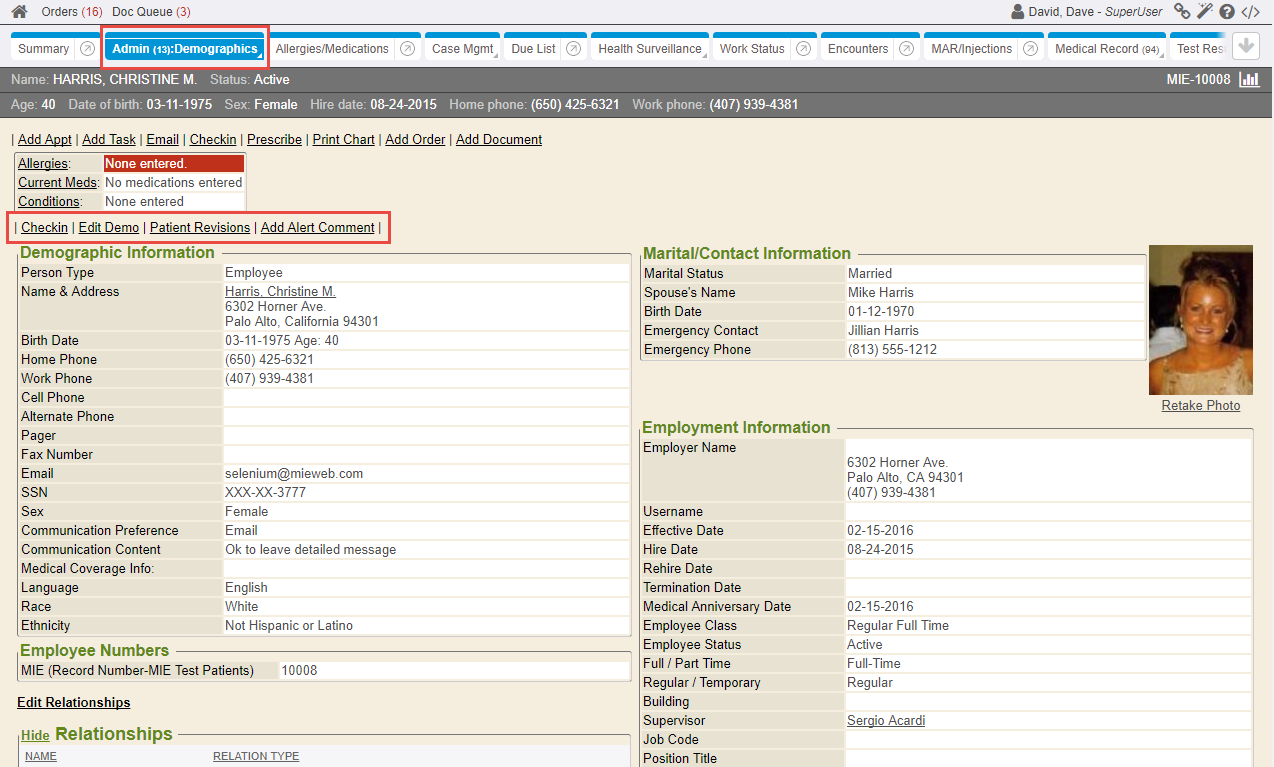 Orders (16) Doc Queue (3) David, Dave - SuperUser
Summary Admin (13):Demographics Allergies/Medications Case Mgmt Due List Health Surveillance Work Status Encounters MAR/Injections Medical Record (94) Test Res
Name: HARRIS, CHRISTINE M. Status: Active MIE-10008
Age: 40 Date of birth: 03-11-1975 Sex: Female Hire date: 08-24-2015 Home phone: (650) 425-6321 Work phone: (407) 939-4381
| Add Appt | Add Task | Email | Checkin | Prescribe | Print Chart | Add Order | Add Document
Allergies: None entered.
Current Meds: No medications entered
Conditions: None entered
| Checkin | Edit Demo | Patient Revisions | Add Alert Comment |
Demographic Information
Person Type Employee
Name & Address Harris, Christine M.
6302 Horner Ave.
Palo Alto, California 94301
Birth Date 03-11-1975 Age: 40
Home Phone (650) 425-6321
Work Phone (407) 939-4381
Cell Phone
Alternate Phone
Pager
Fax Number
Email selenium@mieweb.com
SSN XXX-XX-3777
Sex Female
Communication Preference Email
Communication Content Ok to leave detailed message
Medical Coverage Info:
Language English
Race White
Ethnicity Not Hispanic or Latino
Employee Numbers
MIE (Record Number-MIE Test Patients) 10008
Edit Relationships
Hide Relationships
NAME RELATION TYPE
Marital/Contact Information
Marital Status Married
Spouse's Name Mike Harris
Birth Date 01-12-1970
Emergency Contact Jillian Harris
Emergency Phone (813) 555-1212
Retake Photo
Employment Information
Employer Name
6302 Horner Ave.
Palo Alto, CA 94301
(407) 939-4381
Username
Effective Date 02-15-2016
Hire Date 08-24-2015
Rehire Date
Termination Date
Medical Anniversary Date 02-15-2016
Employee Class Regular Full Time
Employee Status Active
Full / Part Time Full-Time
Regular / Temporary Regular
Building
Supervisor Sergio Acardi
Job Code
Position Title